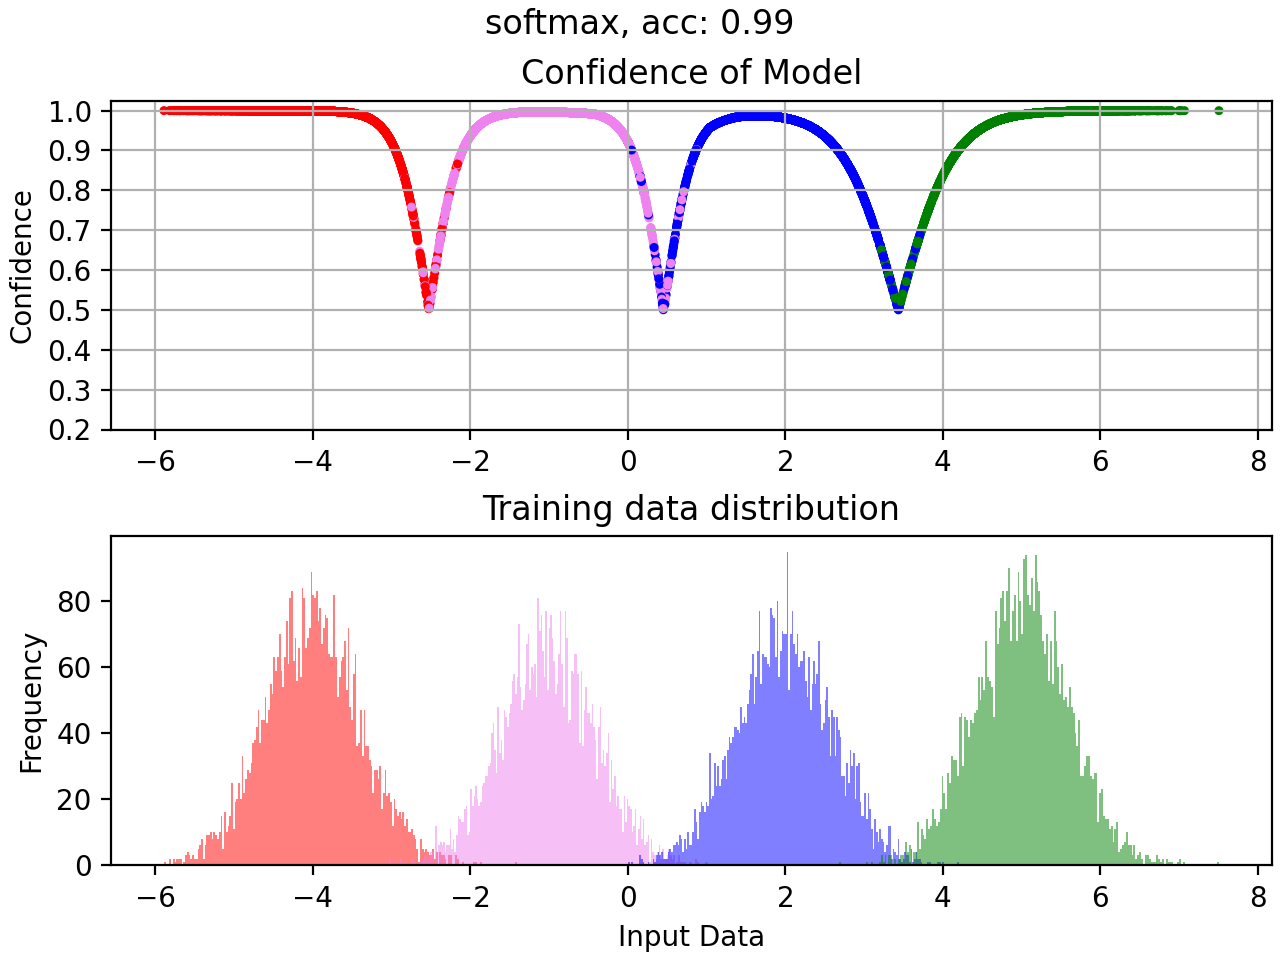 softmax, acc: 0.99
Confidence of Model
Confidence
1.0
0.9
0.8
0.7
0.6
0.5
0.4
0.3
0.2
−6 −4 −2 0 2 4 6 8
Training data distribution
Frequency
80
60
40
20
0
−6 −4 −2 0 2 4 6 8
Input Data